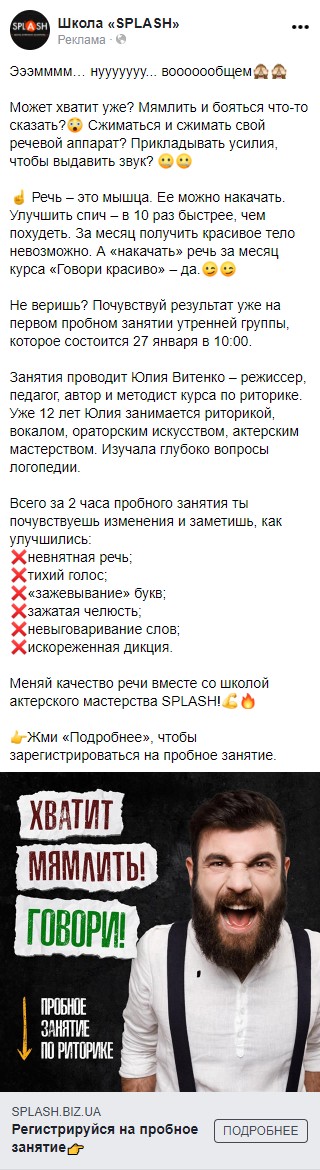 SPLASH
Школа «SPLASH»
Реклама ·
Эээмммм… нууууууу... вооооообщем🙈🙈
Может хватит уже? Мямлить и бояться что-то
сказать?😰 Сжиматься и сжимать свой
речевой аппарат? Прикладывать усилия,
чтобы выдавить звук? 😬😬
☝ Речь – это мышца. Ее можно накачать.
Улучшить спич – в 10 раз быстрее, чем
похудеть. За месяц получить красивое тело
невозможно. А «накачать» речь за месяц
курса «Говори красиво» – да.😜😜
Не веришь? Почувствуй результат уже на
первом пробном занятии утренней группы,
которое состоится 27 января в 10:00.
Занятия проводит Юлия Витенко – режиссер,
педагог, автор и методист курса по риторике.
Уже 12 лет Юлия занимается риторикой,
вокалом, ораторским искусством, актерским
мастерством. Изучала глубоко вопросы
логопедии.
Всего за 2 часа пробного занятия ты
почувствуешь изменения и заметишь, как
улучшились:
❌невнятная речь;
❌тихий голос;
❌«зажевывание» букв;
❌зажатая челюсть;
❌невыговаривание слов;
❌искореженная дикция.
Меняй качество речи вместе со школой
актерского мастерства SPLASH!💪🔥
👉Жми «Подробнее», чтобы
зарегистрироваться на пробное занятие.
ХВАТИТ
МЯМЛИТЬ!
ГОВОРИ!
ПРОБНОЕ
ЗАНЯТИЕ
ПО РИТОРИКЕ
SPLASH.BIZ.UA
Регистрируйся на пробное
занятие👉
ПОДРОБНЕЕ